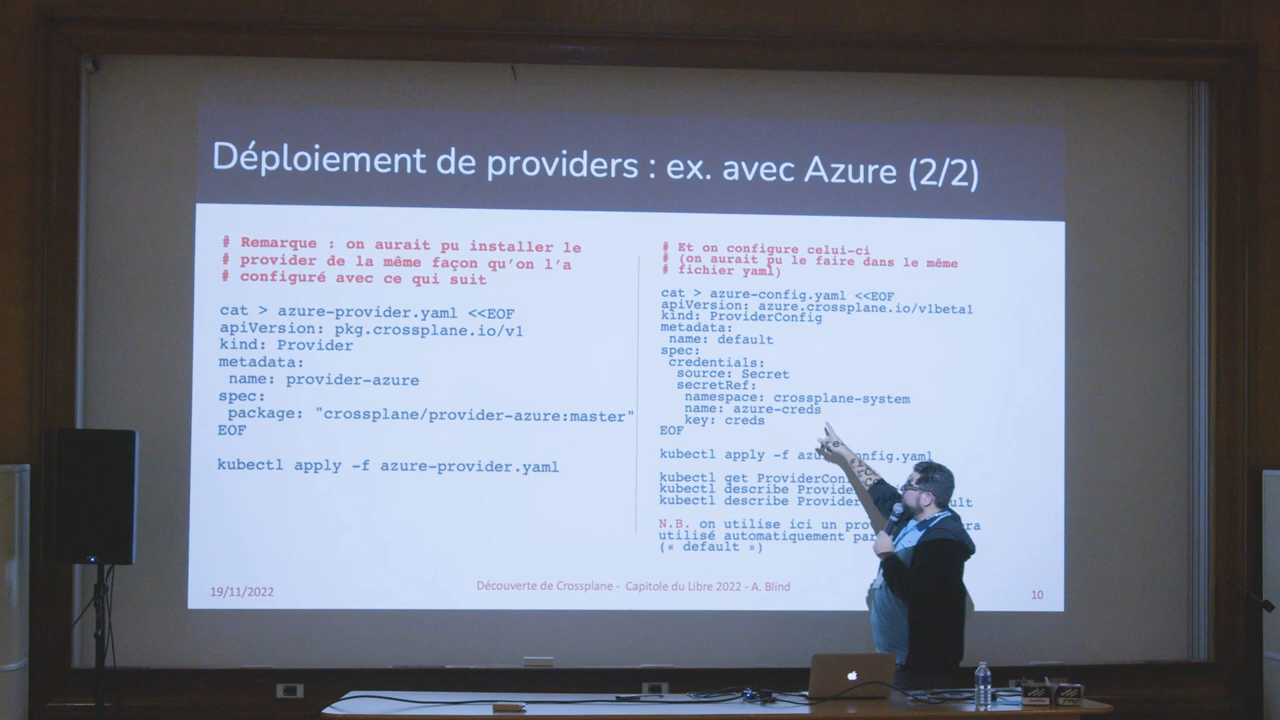 Déploiement de providers : ex. avec Azure (2/2)
# Remarque : on aurait pu installer le
# provider de la même façon qu'on l'a
# configuré avec ce qui suit
cat > azure-provider.yaml <<EOF
apiVersion: pkg.crossplane.io/v1
kind: Provider
metadata:
name: provider-azure
spec:
package: "crossplane/provider-azure:master"
EOF
kubectl apply -f azure-provider.yaml
# Et on configure celui-ci
# (on aurait pu le faire dans le même
# fichier yaml)
cat > azure-config.yaml <<EOF
apiVersion: azure.crossplane.io/v1beta1
kind: ProviderConfig
metadata:
name: default
spec:
credentials:
source: Secret
secretRef:
namespace: crossplane-system
name: azure-creds
key: creds
EOF
kubectl apply -f
kubectl get
kubectl describe
kubectl describe
N.B. on utilise ici un
utilisé automatiquement
(« default »)
19/11/2022
Découverte de Crossplane - Capitole du Libre 2022 - A. Blind
10